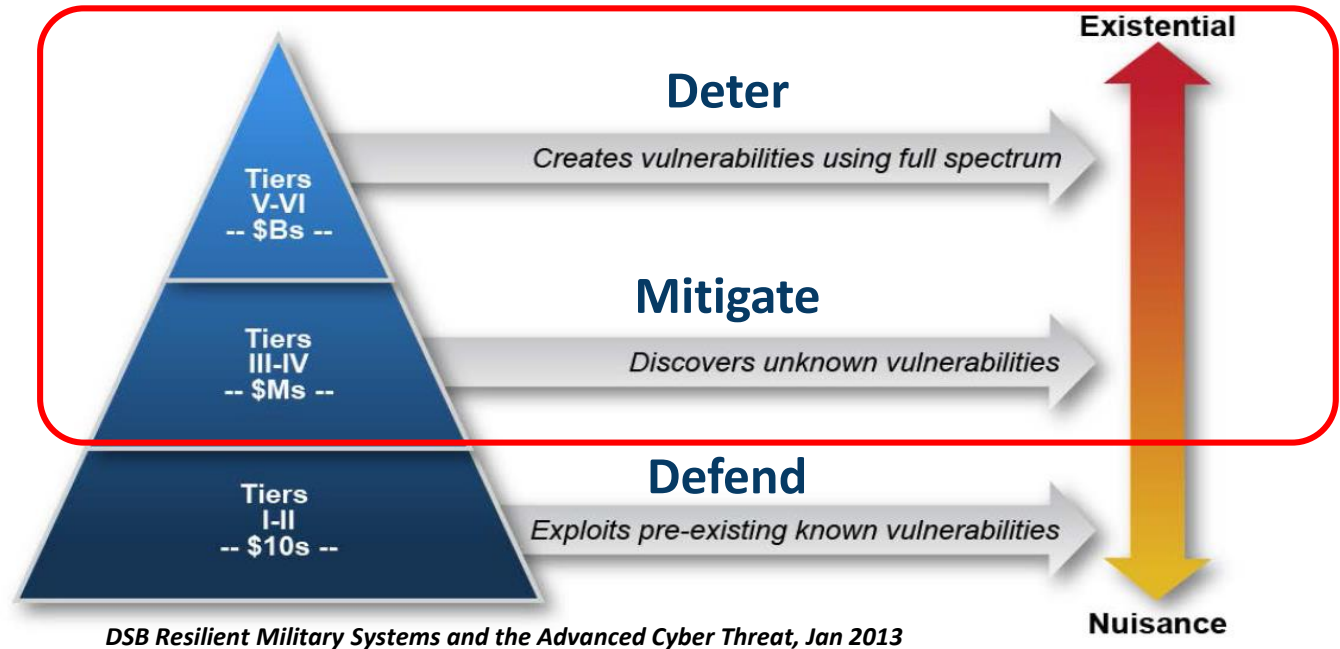 Existential
Deter
Creates vulnerabilities using full spectrum
Tiers
V-VI
-- $Bs --
Mitigate
Discovers unknown vulnerabilities
Tiers
III-IV
-- $Ms --
Defend
Exploits pre-existing known vulnerabilities
Tiers
I-II
-- $10s --
Nuisance
DSB Resilient Military Systems and the Advanced Cyber Threat, Jan 2013